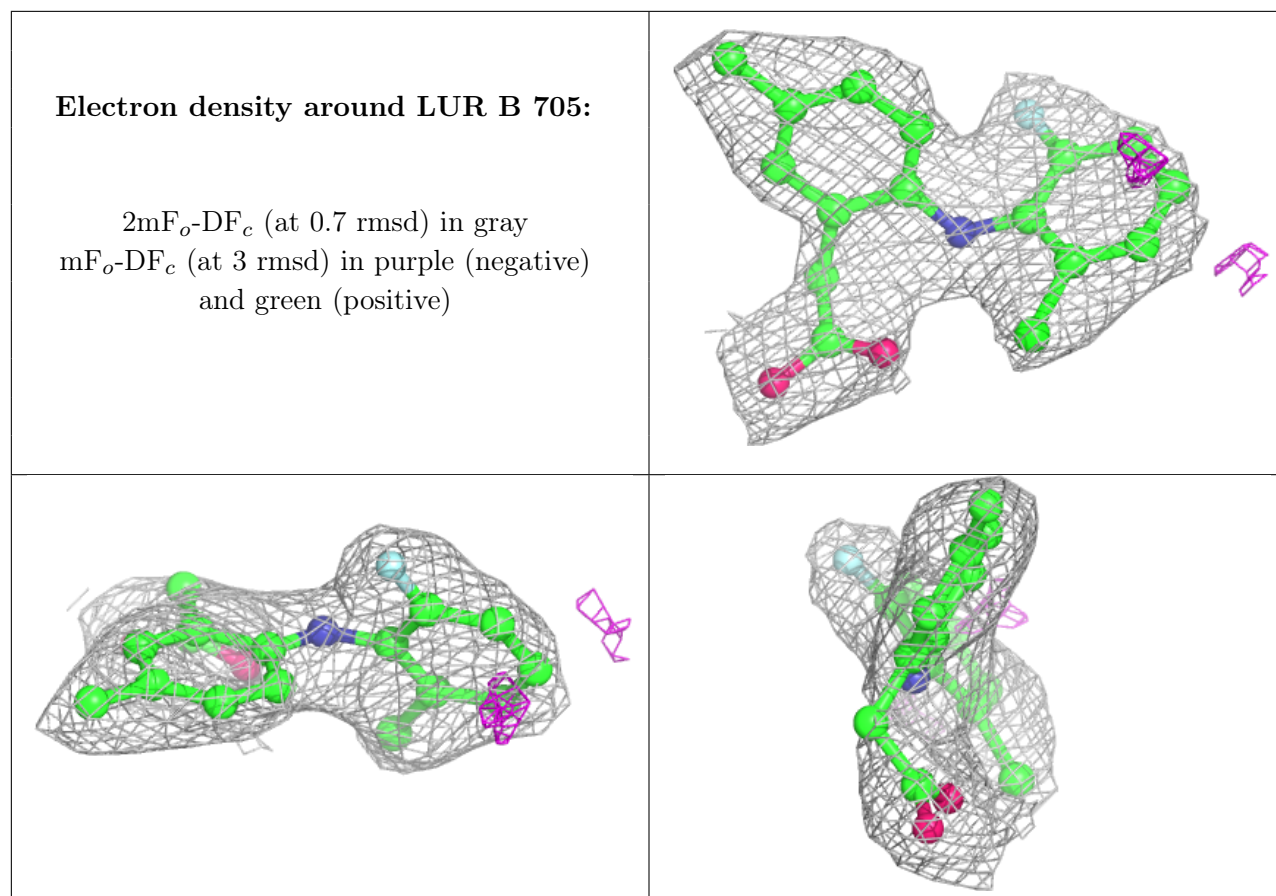 Electron density around LUR B 705:
2mFo-DFc (at 0.7 rmsd) in gray
mFo-DFc (at 3 rmsd) in purple (negative)
and green (positive)